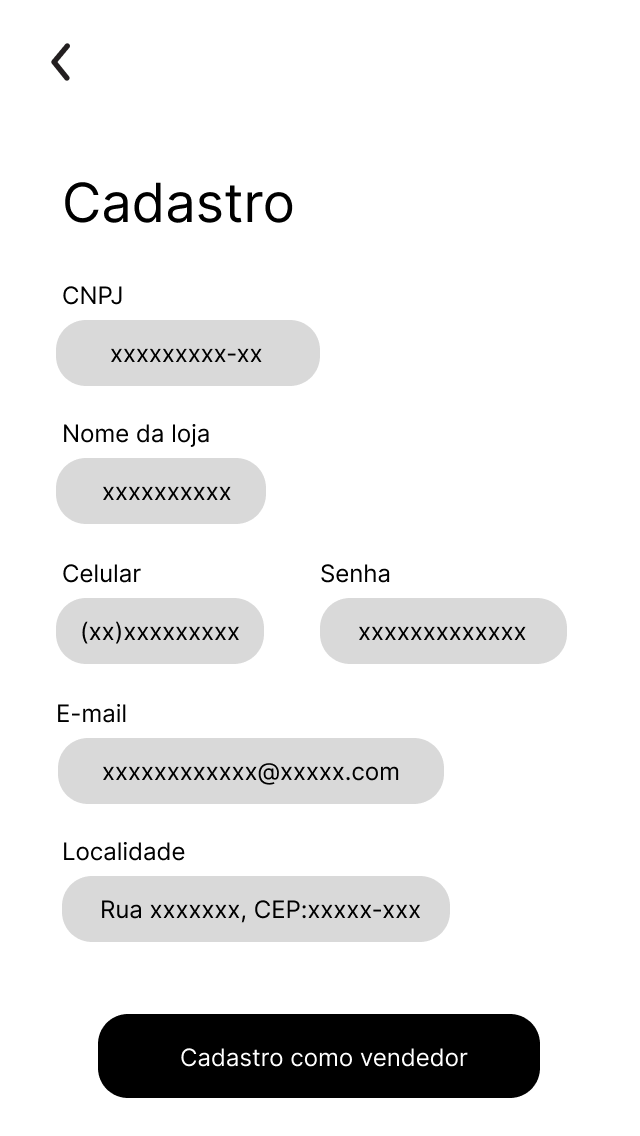 Cadastro
CNPJ
xxxxxxxxx-xx
Nome da loja
xxxxxxxxxx
Celular
Senha
(xx)xxxxxxxxx
xxxxxxxxxxxxx
E-mail
xxxxxxxxxxxx@xxxxx.com
Localidade
Rua xxxxxxx, CEP:xxxxx-xxx
Cadastro como vendedor